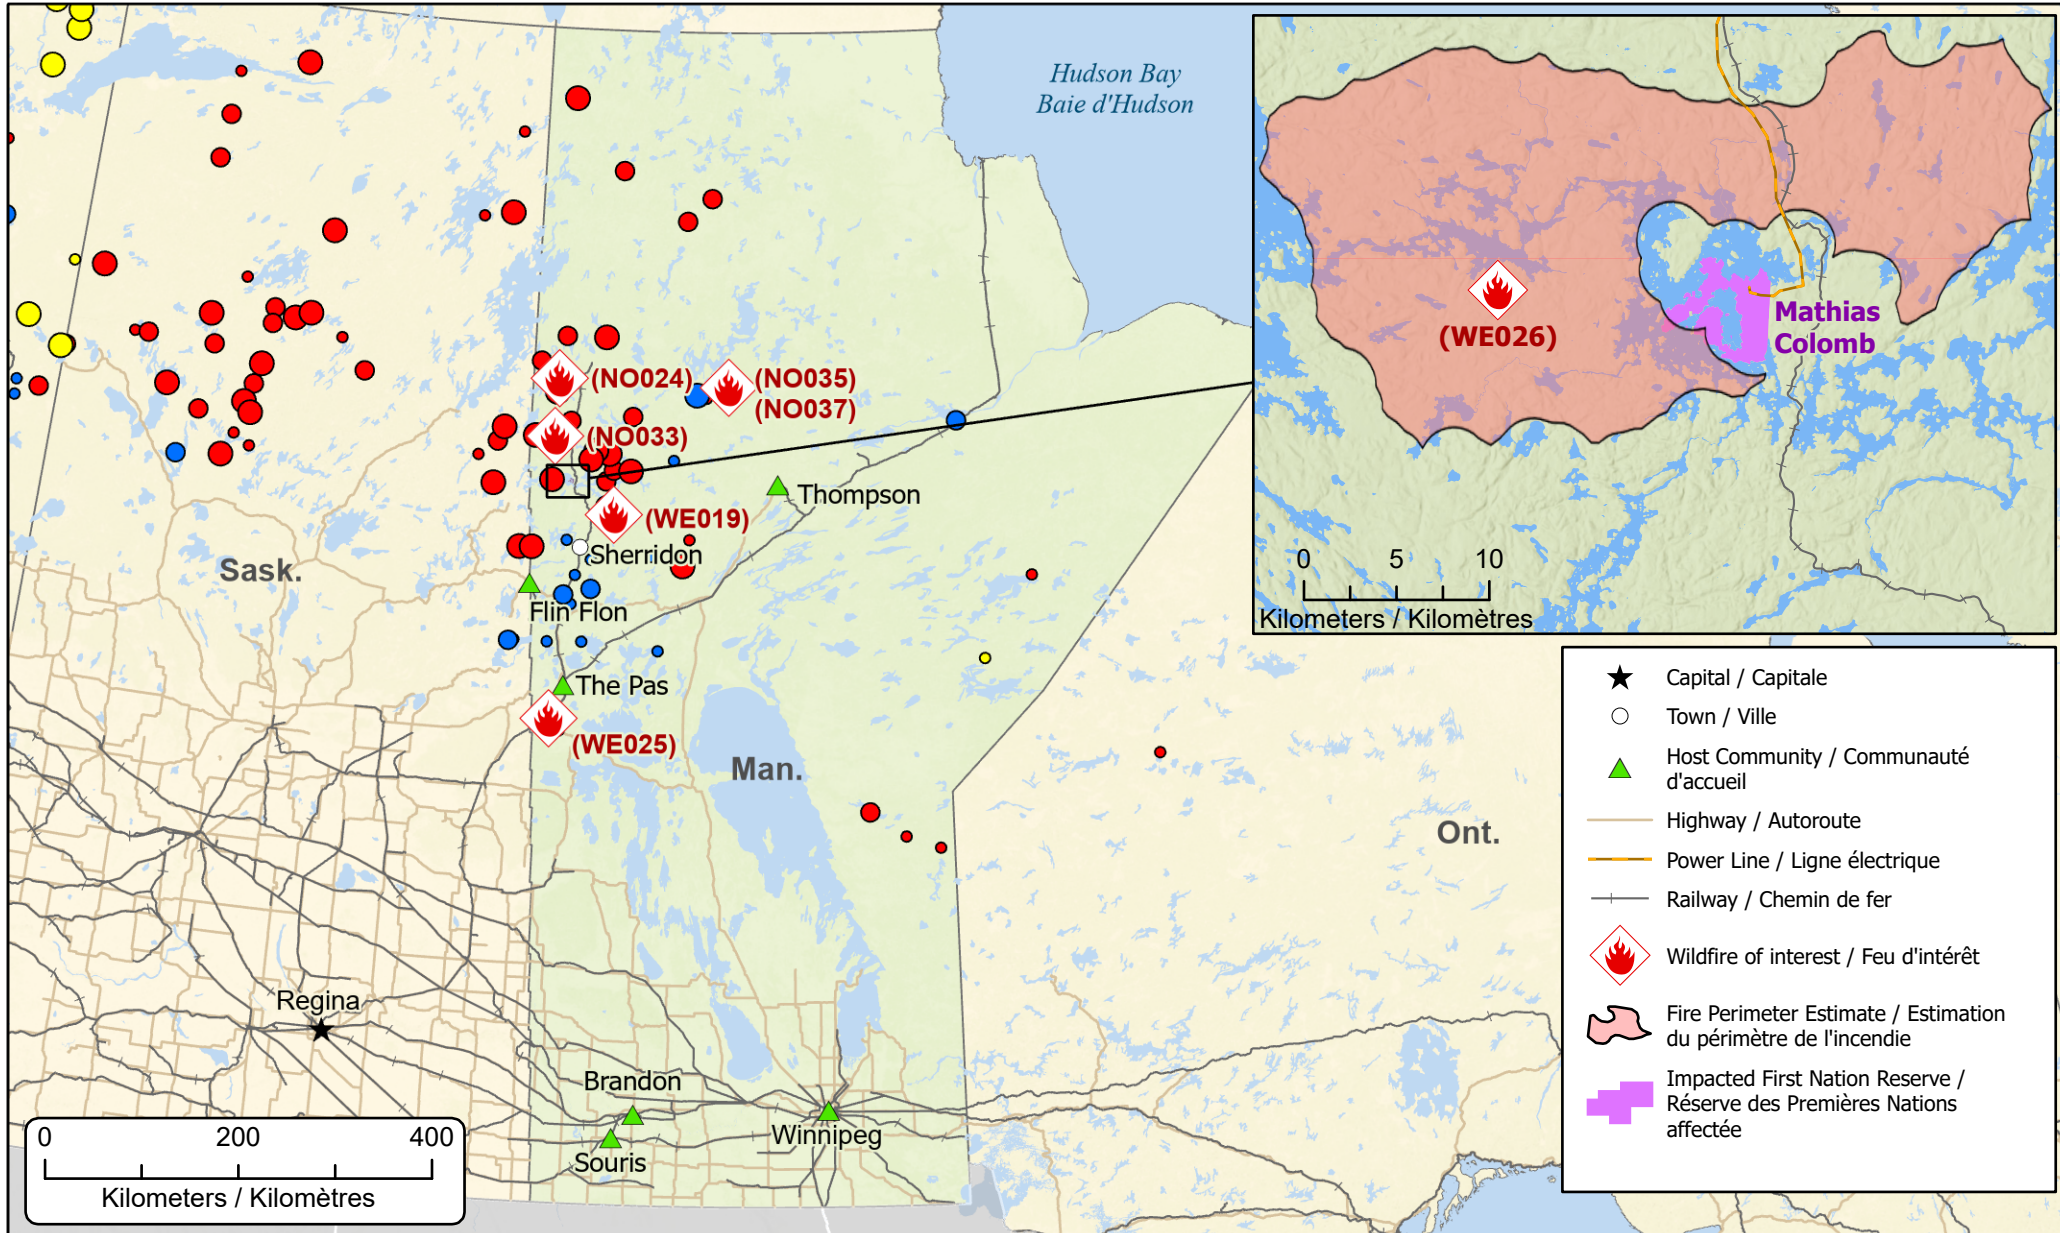 Hudson Bay
Baie d'Hudson
(NO024)
(NO035)
(NO037)
(NO033)
Thompson
(WE019)
Sherridon
Sask.
Flin Flon
The Pas
(WE025)
Man.
Ont.
Regina
Brandon
Winnipeg
Souris
0 200 400
Kilometers / Kilomètres
(WE026)
Mathias
Colomb
0 5 10
Kilometers / Kilomètres
Capital / Capitale
Town / Ville
Host Community / Communauté
d'accueil
Highway / Autoroute
Power Line / Ligne électrique
Railway / Chemin de fer
Wildfire of interest / Feu d'intérêt
Fire Perimeter Estimate / Estimation
du périmètre de l'incendie
Impacted First Nation Reserve /
Réserve des Premières Nations
affectée